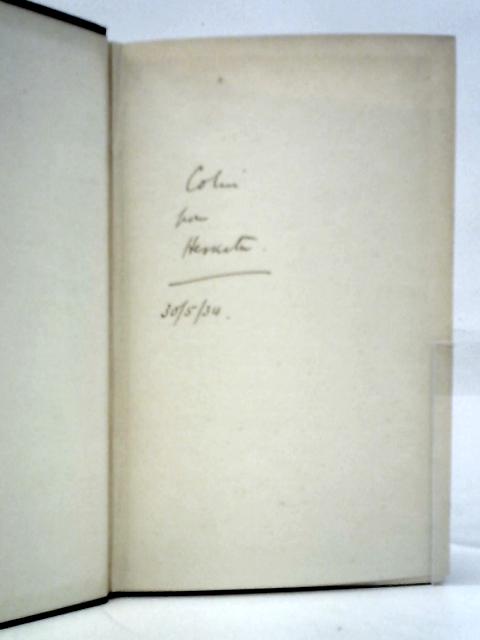 Colin
from
Hesketh.
30/5/34.